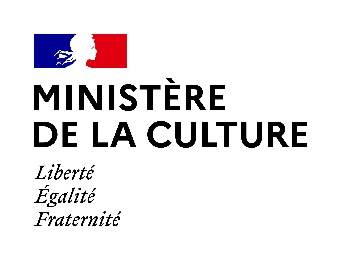 MINISTÈRE
DE LA CULTURE
Liberté
Égalité
Fraternité